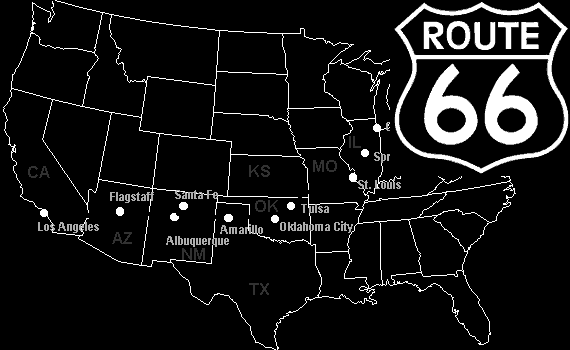 ROUTE
66
IL
Spr
CA
KS
MO
St. Louis
Flagstaff
Santa Fe
OK
Tulsa
Los Angeles
Amarillo
Oklahoma City
AZ
Albuquerque
NM
TX